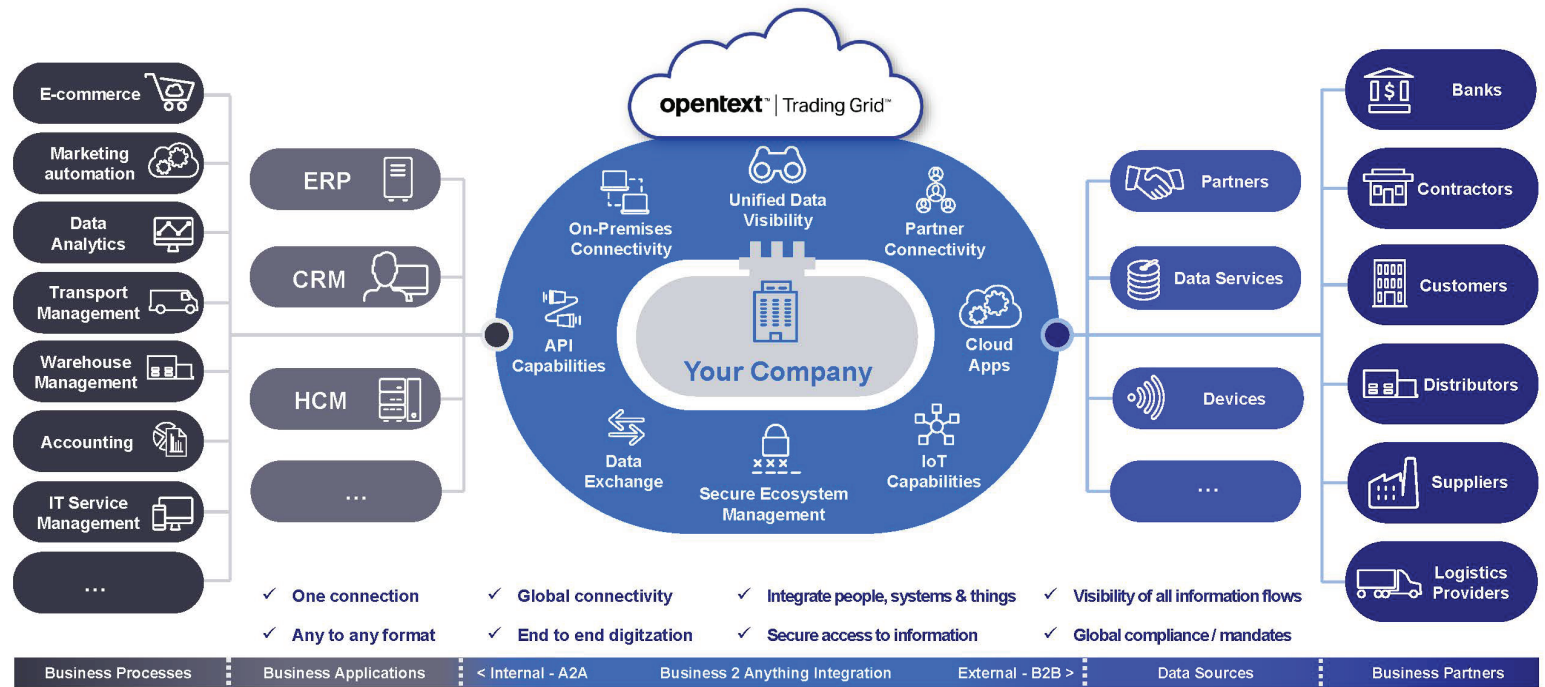 opentext™ | Trading Grid™
E-commerce
Marketing
automation
Data
Analytics
Transport
Management
Warehouse
Management
Accounting
IT Service
Management
...
ERP
CRM
HCM
...
On-Premises
Connectivity
Unified Data
Visibility
Partner
Connectivity
API
Capabilities
Your Company
Cloud
Apps
Data
Exchange
Secure Ecosystem
Management
IoT
Capabilities
Partners
Data Services
Devices
...
$
Banks
Contractors
Customers
Distributors
Suppliers
Logistics
Providers
✓ One connection
✓ Global connectivity
✓ Integrate people, systems & things
✓ Visibility of all information flows
✓ Any to any format
✓ End to end digitzation
✓ Secure access to information
✓ Global compliance / mandates
Business Processes
Business Applications
< Internal - A2A
Business 2 Anything Integration
External - B2B >
Data Sources
Business Partners